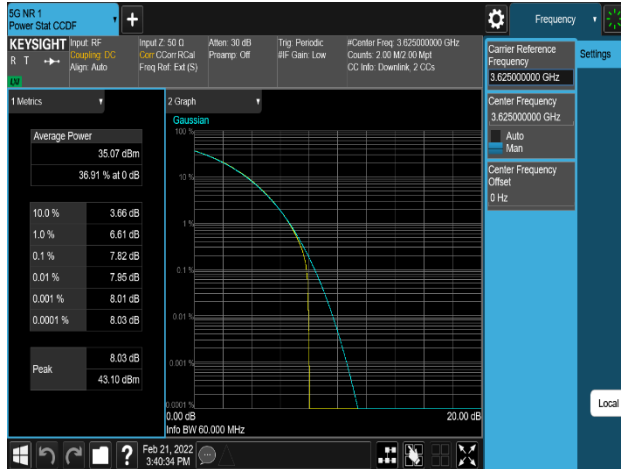 5G NR 1
Power Stat CCDF
+
Frequency
KEYSIGHT
R T
LM
Input: RF
Coupling: DC
Align: Auto
Input Z: 50 Ω
Corr CCorr RCal
Freq Ref: Ext (S)
Atten: 30 dB
Preamp: Off
Trig: Periodic
#IF Gain: Low
#Center Freq: 3.625000000 GHz
Counts: 2.00 M/2.00 Mpt
CC Info: Downlink, 2 CCs
Carrier Reference
Frequency
3.625000000 GHz
Settings
Center Frequency
3.625000000 GHz
Auto
Man
Center Frequency
Offset
0 Hz
1 Metrics
Average Power
35.07 dBm
36.91 % at 0 dB
10.0 % 3.66 dB
1.0 % 6.61 dB
0.1 % 7.82 dB
0.01 % 7.95 dB
0.001 % 8.01 dB
0.0001 % 8.03 dB
Peak
8.03 dB
43.10 dBm
2 Graph
Gaussian
100 %
10 %
1 %
0.1 %
0.01 %
0.001 %
0.0001 %
0.00 dB 20.00 dB
Info BW 60.000 MHz
Local
?
Feb 21, 2022
3:40:34 PM